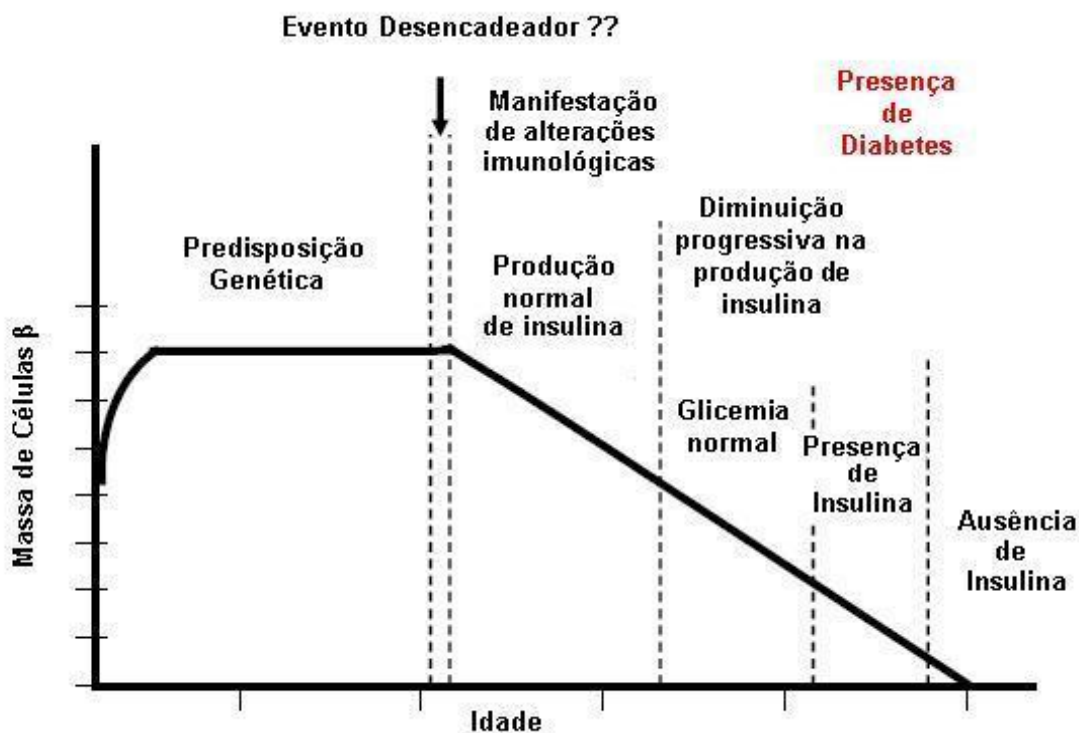 Evento Desencadeador ??
Manifestação
de alterações
imunológicas
Presença
de
Diabetes
Predisposição
Genética
Produção
normal
de insulina
Diminuição
progressiva na
produção de
insulina
Glicemia
normal
Presença
de
Insulina
Ausência
de
Insulina
Massa de Células β
Idade